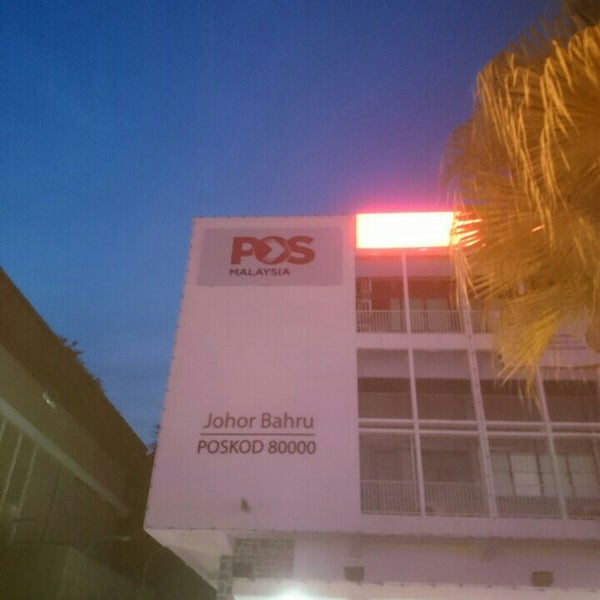 POS
MALAYSIA
Johor Bahru
POSKOD 80000